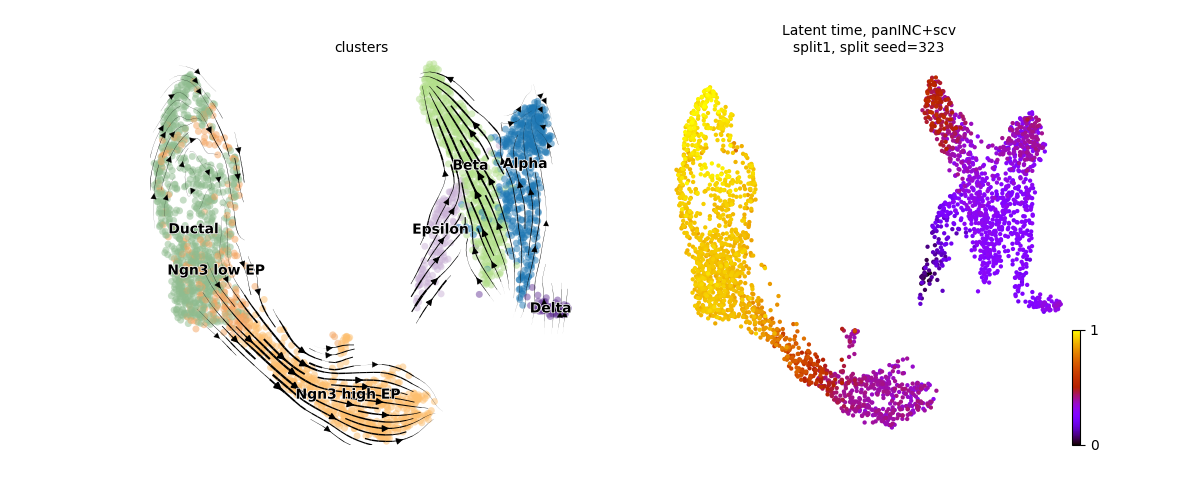 clusters
Beta
Alpha
Epsilon
Ductal
Ngn3 low EP
Delta
Ngn3 high EP
Latent time, panINC+scv
split1, split seed=323
1
0